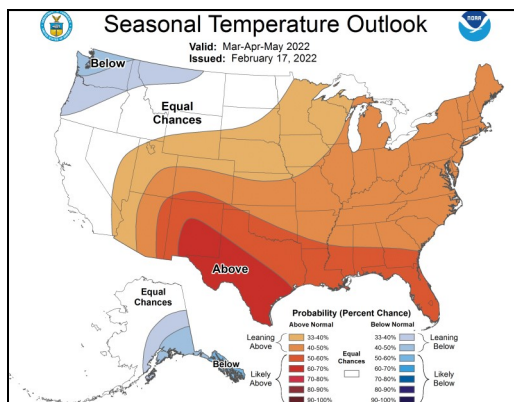 Seasonal Temperature Outlook
Valid: Mar-Apr-May 2022
Issued: February 17, 2022
NOAA
Below
Equal
Chances
Above
Equal
Chances
Below
Probability (Percent Chance)
Above Normal
Below Normal
Leaning
Above
33-40%
40-50%
Likely
Above
50-60%
60-70%
70-80%
80-90%
90-100%
Equal
Chances
33-40%
40-50%
Leaning
Below
50-60%
60-70%
70-80%
80-90%
90-100%
Likely
Below